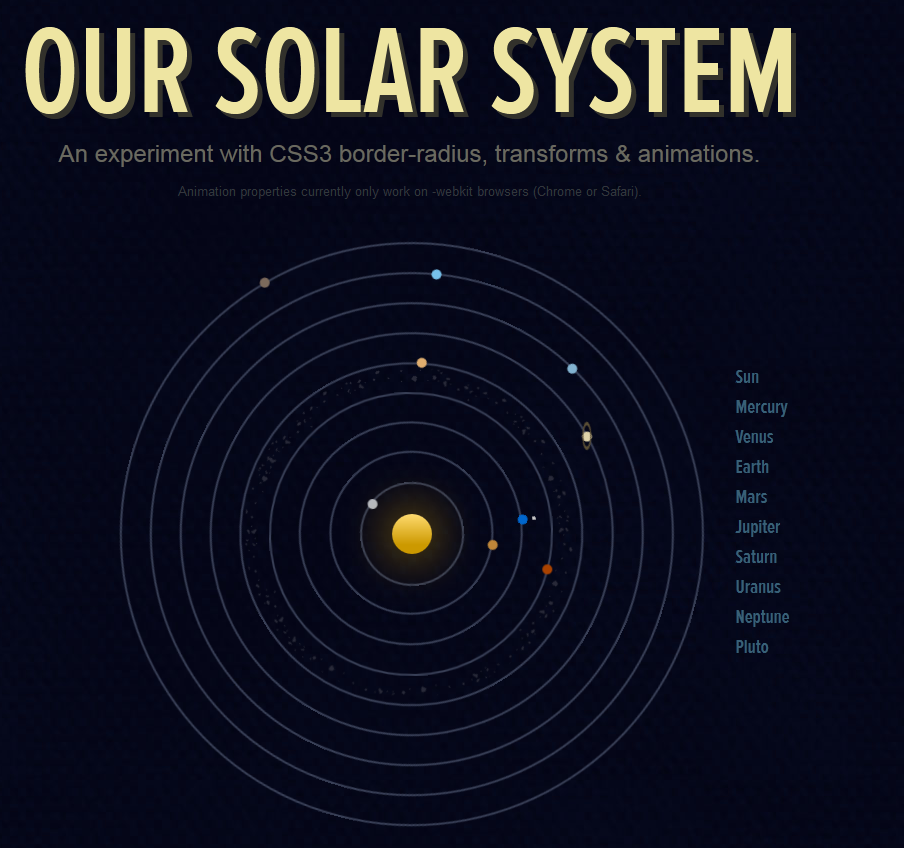 OUR SOLAR SYSTEM
An experiment with CSS3 border-radius, transforms & animations.
Animation properties currently only work on -webkit browsers (Chrome or Safari).
Sun
Mercury
Venus
Earth
Mars
Jupiter
Saturn
Uranus
Neptune
Pluto